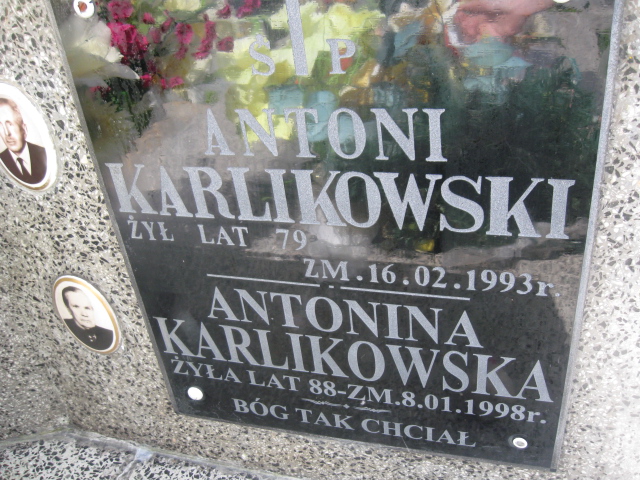 Ś P
ANTONI
KARLIKOWSKI
ŻYŁ LAT 79
ZM. 16.02.1993r.
ANTONINA
KARLIKOWSKA
ŻYŁA LAT 88-ZM.8.01.1998r.
BÓG TAK CHCIAŁ